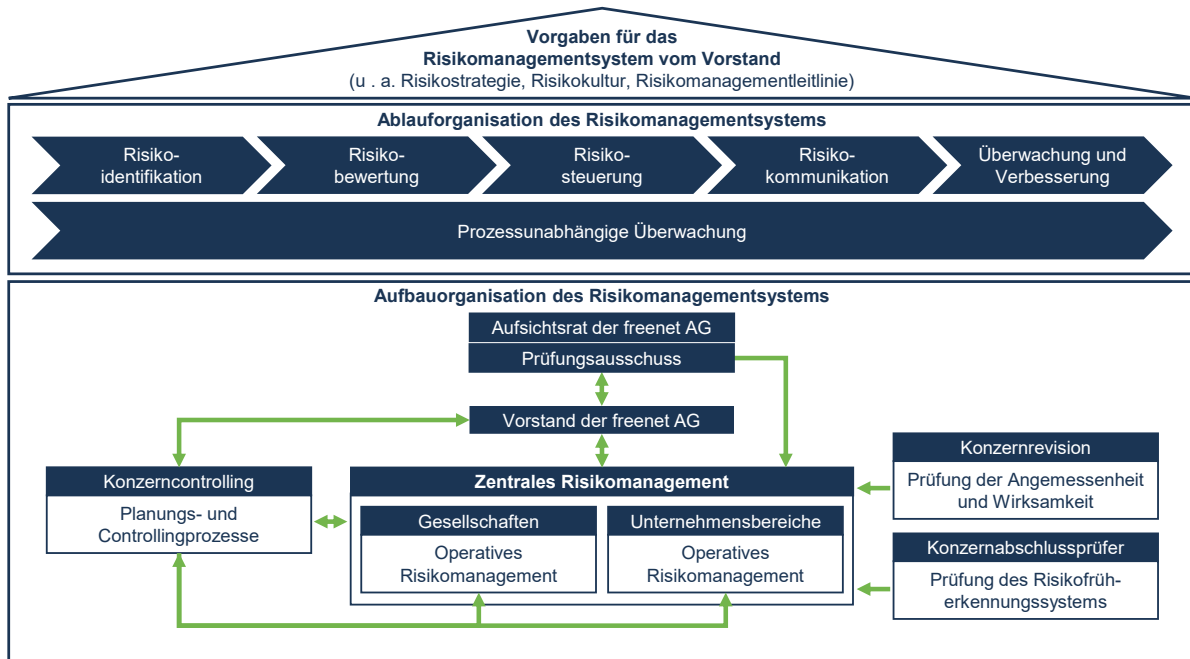 Vorgaben für das
Risikomanagementsystem vom Vorstand
(u . a. Risikostrategie, Risikokultur, Risikomanagementleitlinie)
Ablauforganisation des Risikomanagementsystems
Risiko-
identifikation
Risiko-
bewertung
Risiko-
steuerung
Risiko-
kommunikation
Überwachung und
Verbesserung
Prozessunabhängige Überwachung
Aufbauorganisation des Risikomanagementsystems
Aufsichtsrat der freenet AG
Prüfungsausschuss
Vorstand der freenet AG
Konzerncontrolling
Planungs- und
Controllingprozesse
Zentrales Risikomanagement
Gesellschaften
Operatives
Risikomanagement
Unternehmensbereiche
Operatives
Risikomanagement
Konzernrevision
Prüfung der Angemessenheit
und Wirksamkeit
Konzernabschlussprüfer
Prüfung des Risikofrüh-
erkennungssystems